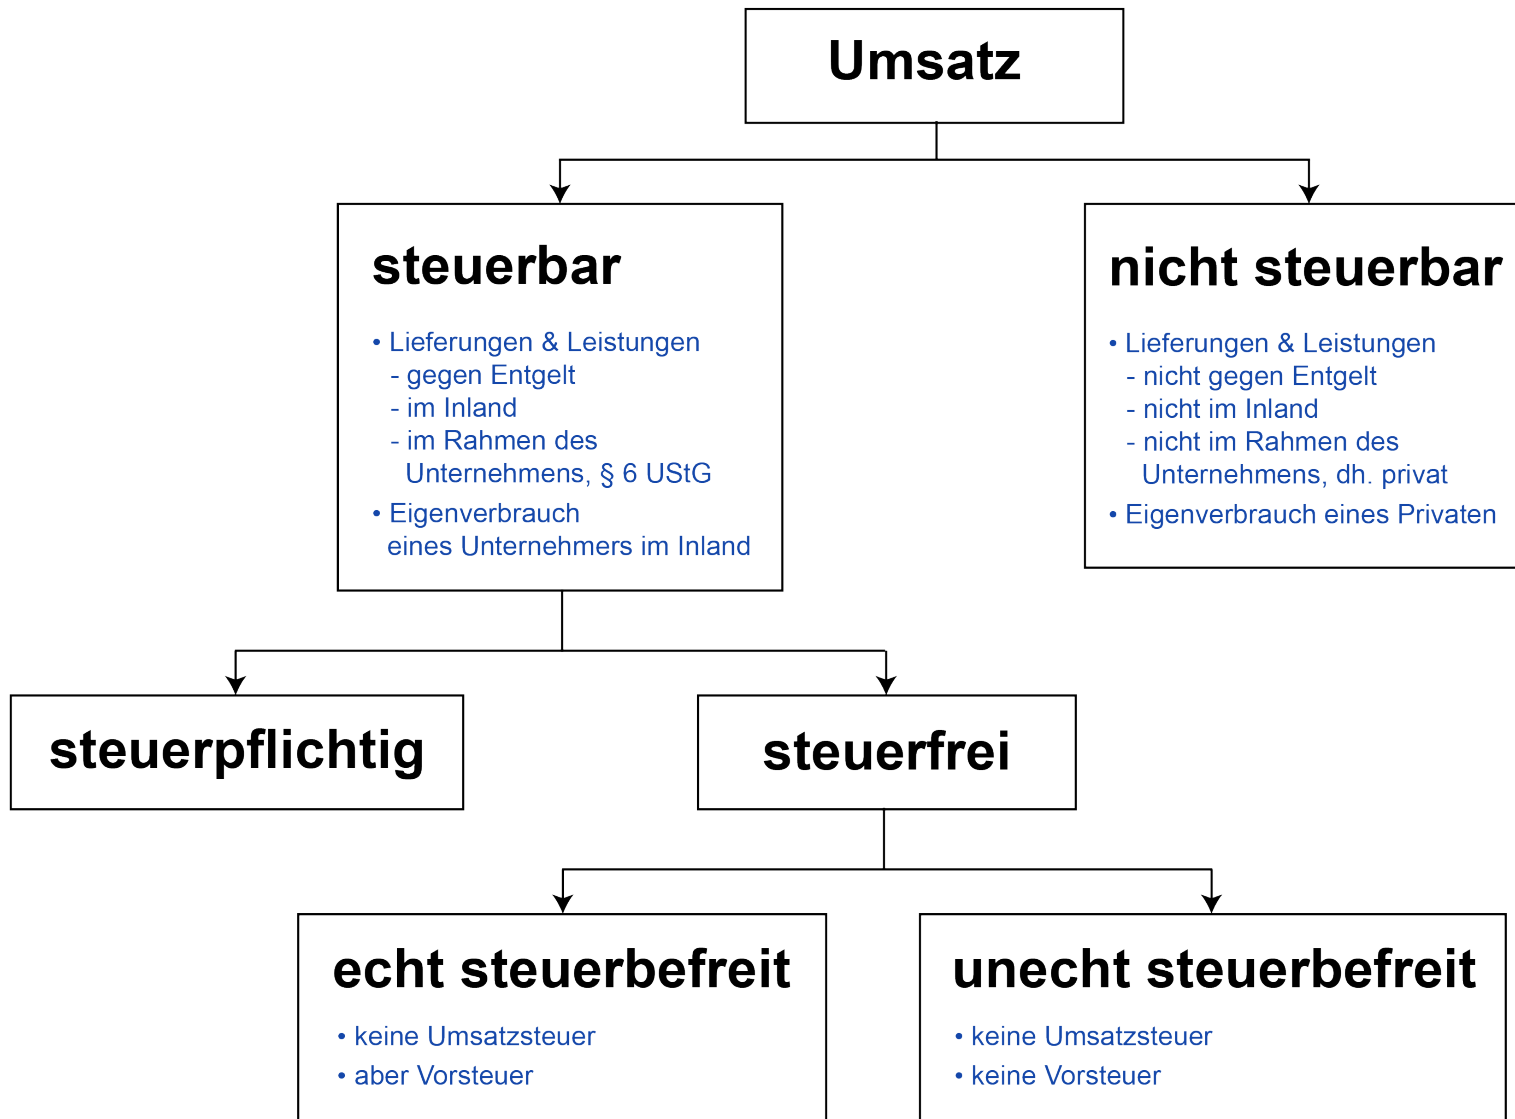 Umsatz
steuerbar
• Lieferungen & Leistungen
- gegen Entgelt
- im Inland
- im Rahmen des
Unternehmens, § 6 UStG
• Eigenverbrauch
eines Unternehmers im Inland
nicht steuerbar
• Lieferungen & Leistungen
- nicht gegen Entgelt
- nicht im Inland
- nicht im Rahmen des
Unternehmens, dh. privat
• Eigenverbrauch eines Privaten
steuerpflichtig
steuerfrei
echt steuerbefreit
• keine Umsatzsteuer
• aber Vorsteuer
unecht steuerbefreit
• keine Umsatzsteuer
• keine Vorsteuer